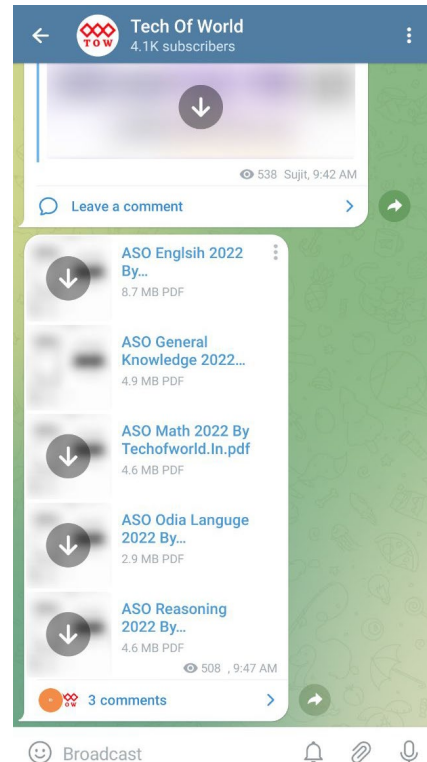 Tech Of World
TOW
4.1K subscribers
538 Sujit, 9:42 AM
Leave a comment
ASO Englsih 2022
By...
8.7 MB PDF
ASO General
Knowledge 2022...
4.9 MB PDF
ASO Math 2022 By
Techofworld.In.pdf
4.6 MB PDF
ASO Odia Languge
2022 By...
2.9 MB PDF
ASO Reasoning
2022 By...
4.6 MB PDF
508 , 9:47 AM
TOW
3 comments
Broadcast